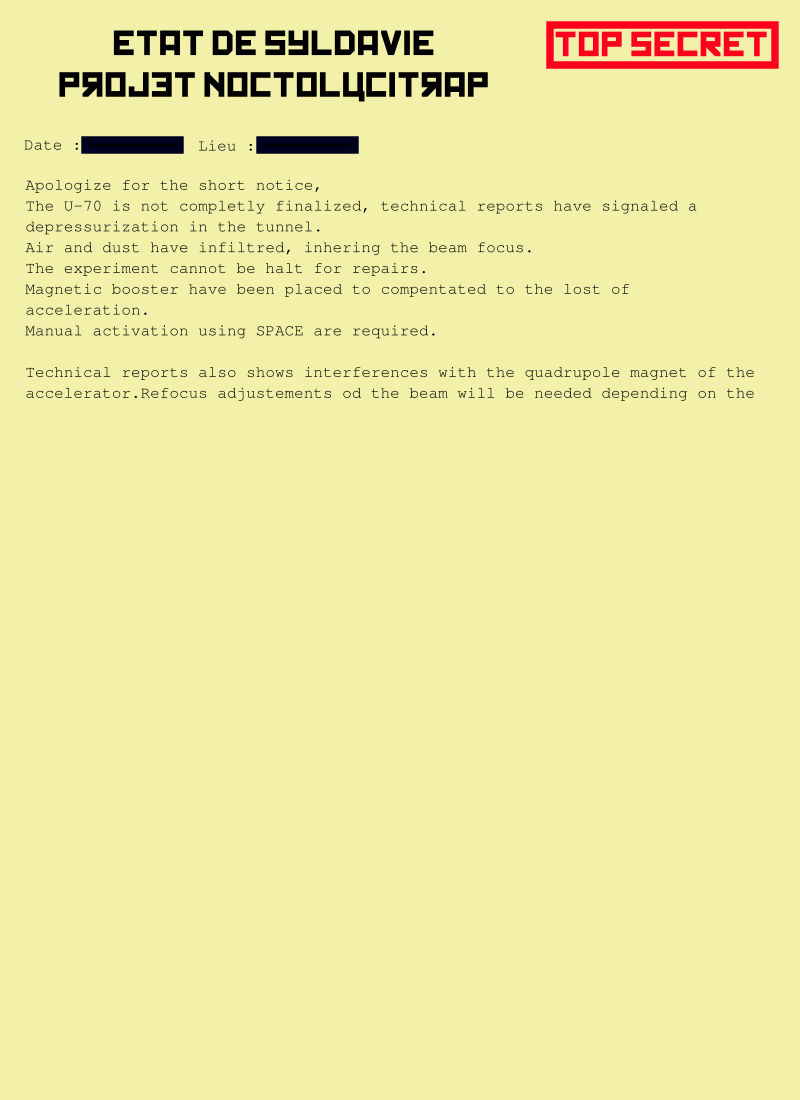 ETAT DE SYLDAVIE
PROJET NOCTOLUCITRAP
TOP SECRET
Date : Lieu :
Apologize for the short notice,
The U-70 is not completly finalized, technical reports have signaled a
depressurization in the tunnel.
Air and dust have infiltred, inhering the beam focus.
The experiment cannot be halt for repairs.
Magnetic booster have been placed to compentated to the lost of
acceleration.
Manual activation using SPACE are required.
Technical reports also shows interferences with the quadrupole magnet of the
accelerator.Refocus adjustements od the beam will be needed depending on the